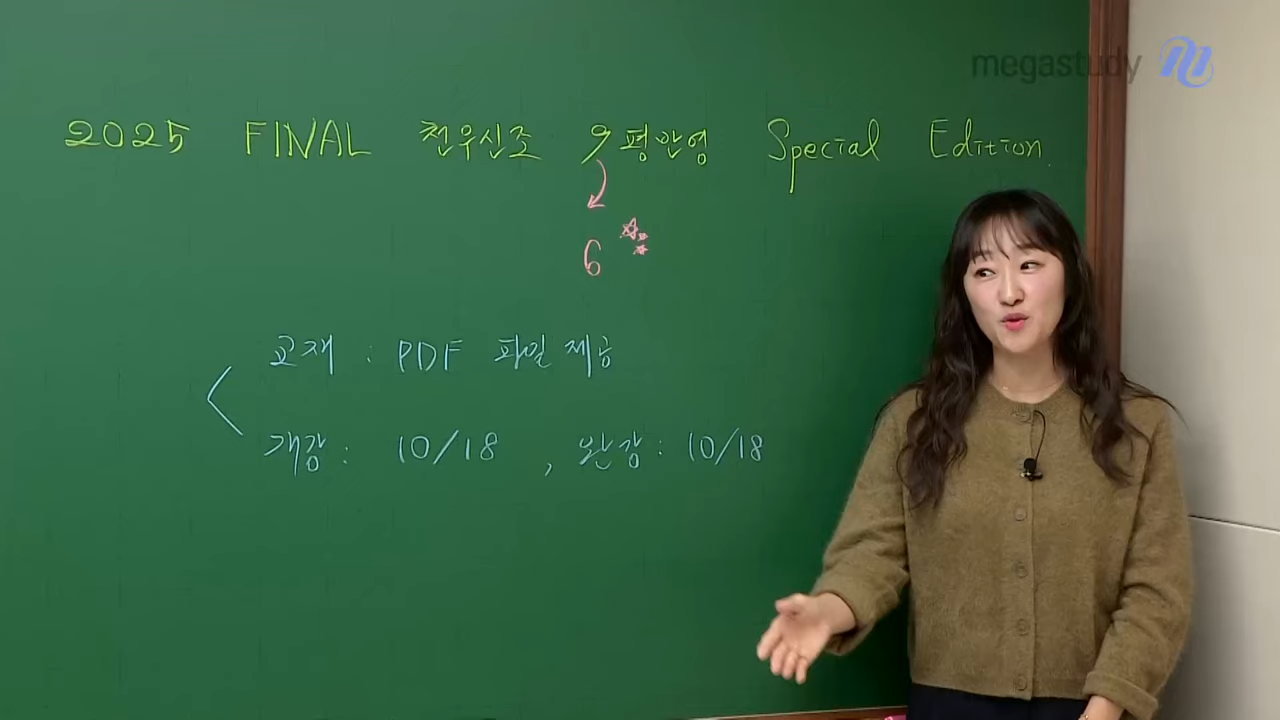 megastudy
2025 FINAL 천우신조 9평반영 Special Edition.
6
교재 : PDF 파일 제공
개강 : 10/18 , 완강 : 10/18